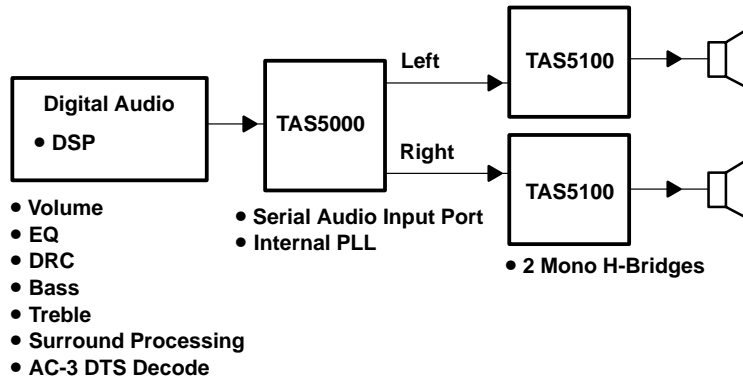 Digital Audio
• DSP
TAS5000
Left
Right
TAS5100
TAS5100
• Volume
• EQ
• DRC
• Bass
• Treble
• Surround Processing
• AC-3 DTS Decode
• Serial Audio Input Port
• Internal PLL
• 2 Mono H-Bridges